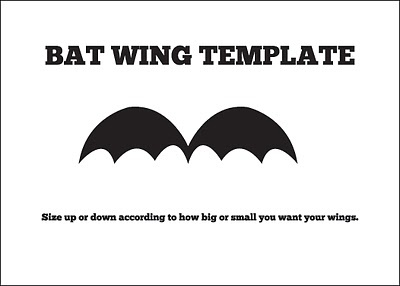 BAT WING TEMPLATE
Size up or down according to how big or small you want your wings.